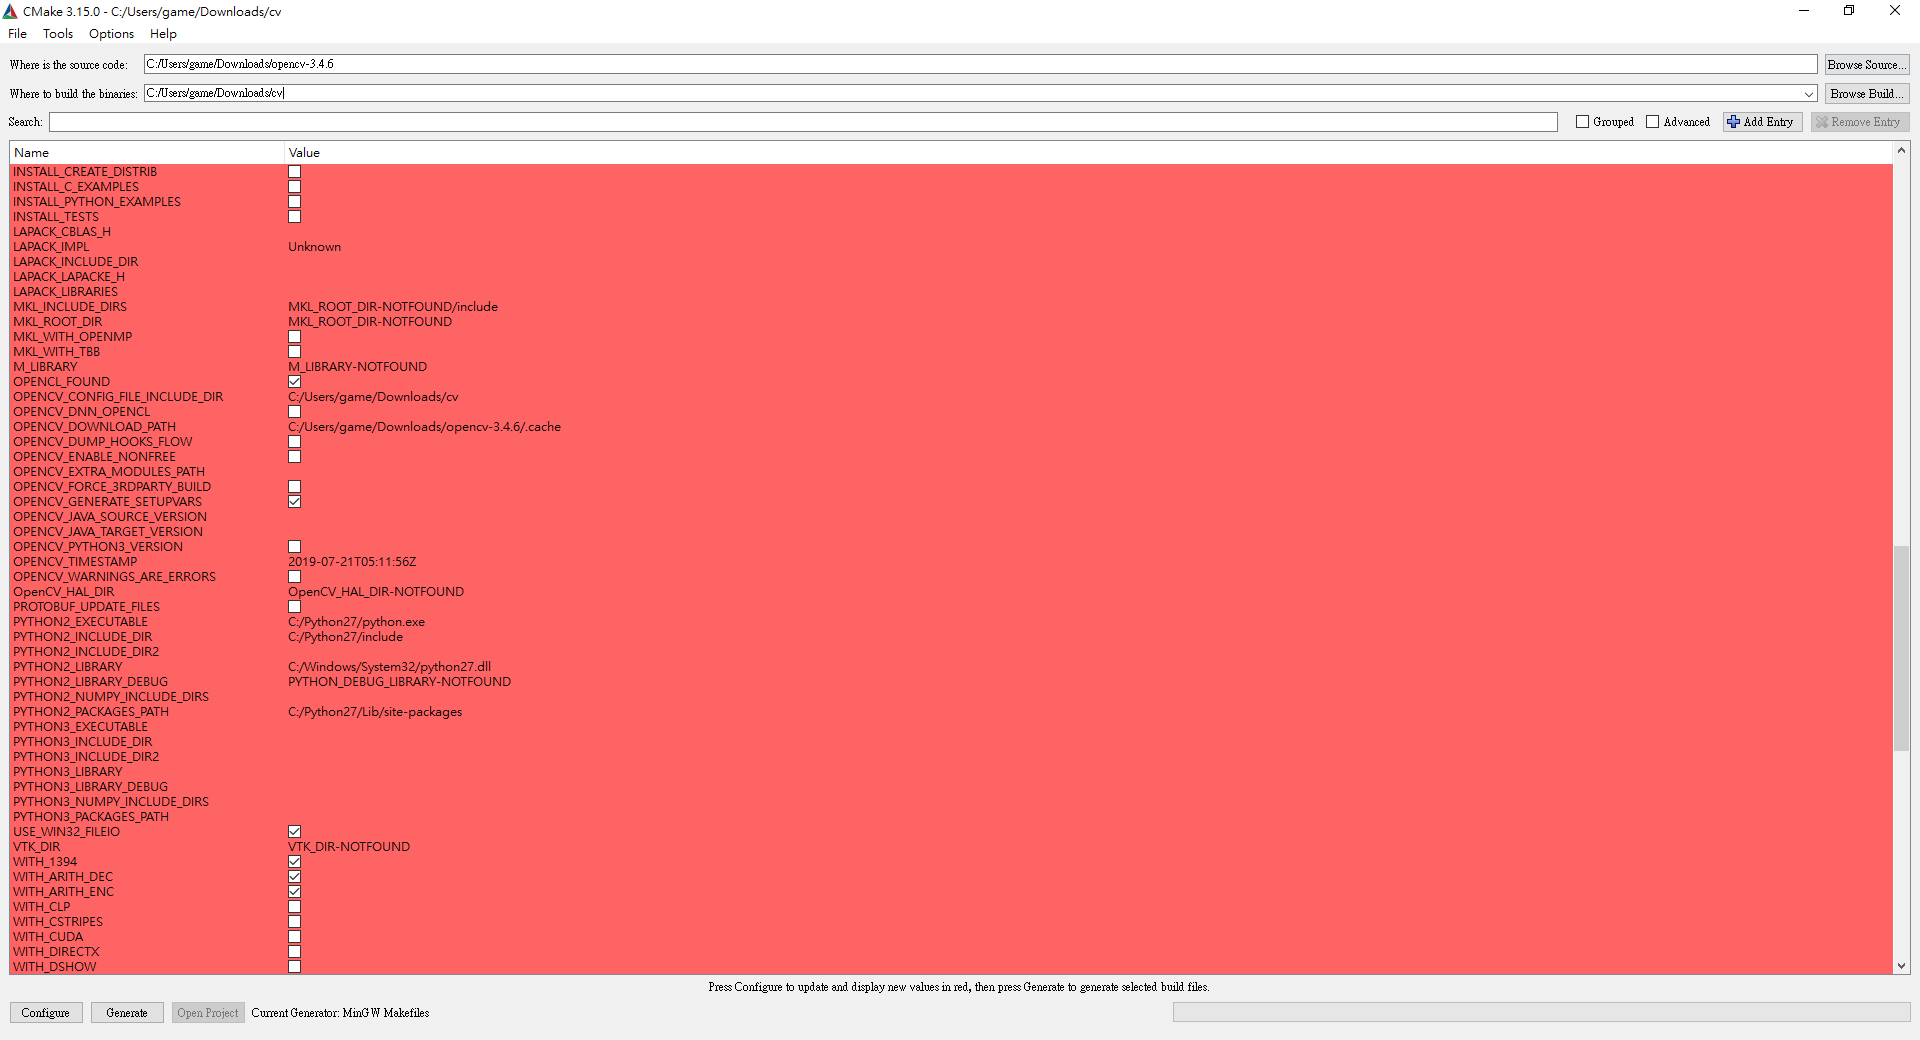 CMake 3.15.0 - C:/Users/game/Downloads/cv
File Tools Options Help
Where is the source code: C:/Users/game/Downloads/opencv-3.4.6 Browse Source...
Where to build the binaries: C:/Users/game/Downloads/cv Browse Build...
Search: Grouped Advanced Add Entry Remove Entry
Name Value
INSTALL_CREATE_DISTRIB
INSTALL_C_EXAMPLES
INSTALL_PYTHON_EXAMPLES
INSTALL_TESTS
LAPACK_CBLAS_H
LAPACK_IMPL Unknown
LAPACK_INCLUDE_DIR
LAPACK_LAPACKE_H
LAPACK_LIBRARIES
MKL_INCLUDE_DIRS MKL_ROOT_DIR-NOTFOUND/include
MKL_ROOT_DIR MKL_ROOT_DIR-NOTFOUND
MKL_WITH_OPENMP
MKL_WITH_TBB
M_LIBRARY M_LIBRARY-NOTFOUND
OPENCL_FOUND
OPENCV_CONFIG_FILE_INCLUDE_DIR C:/Users/game/Downloads/cv
OPENCV_DNN_OPENCL
OPENCV_DOWNLOAD_PATH C:/Users/game/Downloads/opencv-3.4.6/.cache
OPENCV_DUMP_HOOKS_FLOW
OPENCV_ENABLE_NONFREE
OPENCV_EXTRA_MODULES_PATH
OPENCV_FORCE_3RDPARTY_BUILD
OPENCV_GENERATE_SETUPVARS
OPENCV_JAVA_SOURCE_VERSION
OPENCV_JAVA_TARGET_VERSION
OPENCV_PYTHON3_VERSION
OPENCV_TIMESTAMP 2019-07-21T05:11:56Z
OPENCV_WARNINGS_ARE_ERRORS
OpenCV_HAL_DIR OpenCV_HAL_DIR-NOTFOUND
PROTOBUF_UPDATE_FILES
PYTHON2_EXECUTABLE C:/Python27/python.exe
PYTHON2_INCLUDE_DIR C:/Python27/include
PYTHON2_INCLUDE_DIR2
PYTHON2_LIBRARY C:/Windows/System32/python27.dll
PYTHON2_LIBRARY_DEBUG PYTHON_DEBUG_LIBRARY-NOTFOUND
PYTHON2_NUMPY_INCLUDE_DIRS
PYTHON2_PACKAGES_PATH C:/Python27/Lib/site-packages
PYTHON3_EXECUTABLE
PYTHON3_INCLUDE_DIR
PYTHON3_INCLUDE_DIR2
PYTHON3_LIBRARY
PYTHON3_LIBRARY_DEBUG
PYTHON3_NUMPY_INCLUDE_DIRS
PYTHON3_PACKAGES_PATH
USE_WIN32_FILEIO
VTK_DIR VTK_DIR-NOTFOUND
WITH_1394
WITH_ARITH_DEC
WITH_ARITH_ENC
WITH_CLP
WITH_CSTRIPES
WITH_CUDA
WITH_DIRECTX
WITH_DSHOW
Press Configure to update and display new values in red, then press Generate to generate selected build files.
Configure Generate Open Project Current Generator: MinGW Makefiles